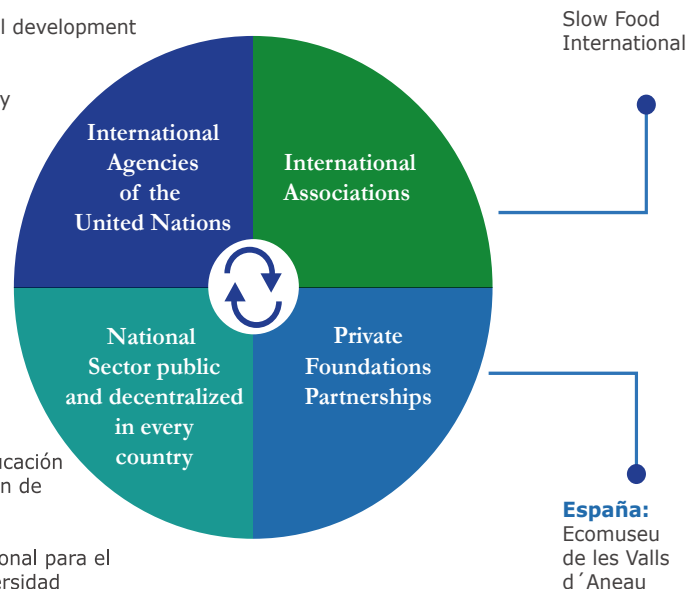 l development
y
Slow Food
International
International
Agencies
of the
United Nations
International
Associations
National
Sector public
and decentralized
in every
country
Private
Foundations
Partnerships
ucación
n de
onal para el
ersidad
España:
Ecomuseu
de les Valls
d´Aneau